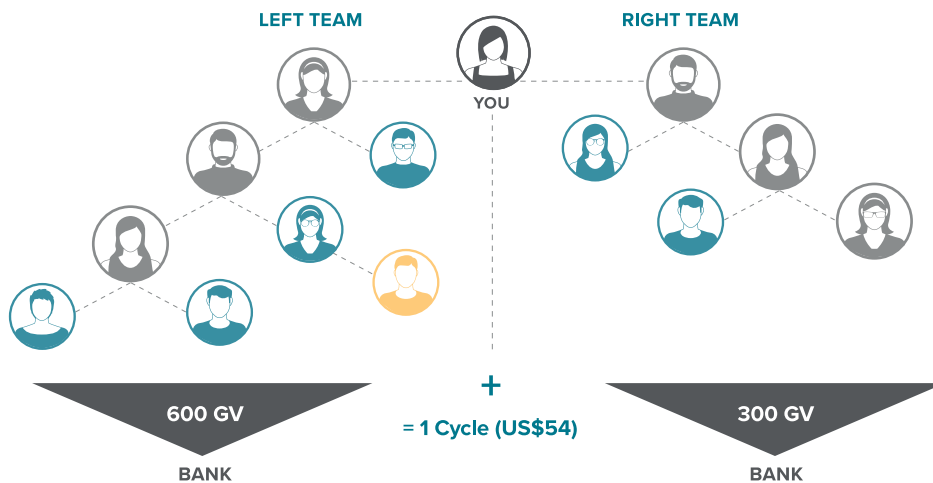 LEFT TEAM
RIGHT TEAM
YOU
600 GV
+
300 GV
= 1 Cycle (US$54)
BANK
BANK